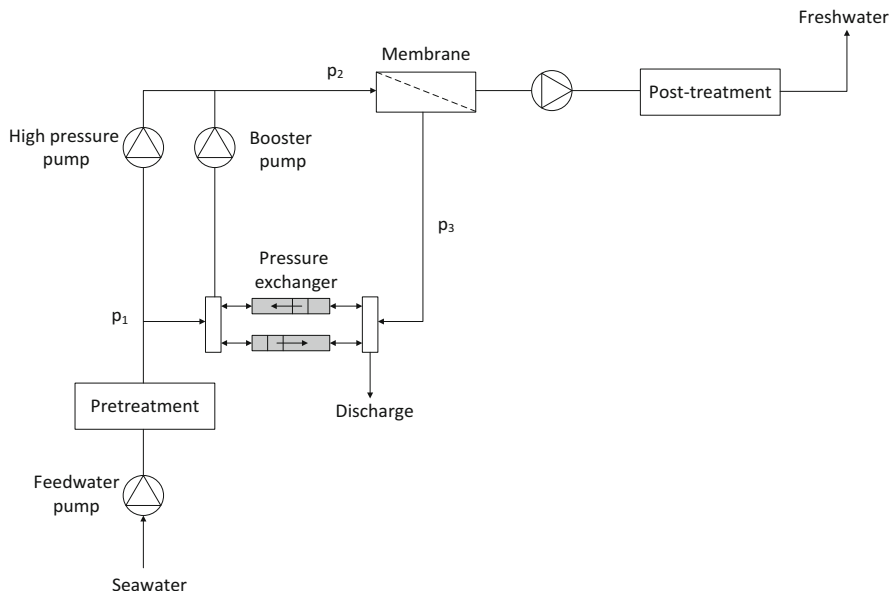 Freshwater
Membrane
p₂
Post-treatment
High pressure
pump
Booster
pump
p₃
Pressure
exchanger
p₁
Pretreatment
Discharge
Feedwater
pump
Seawater